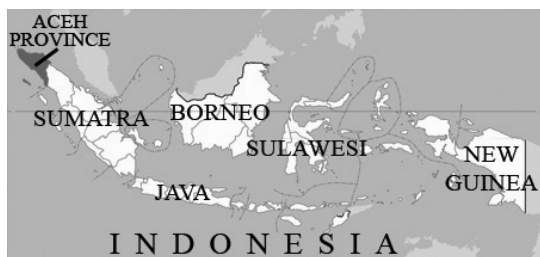 ACEH
PROVINCE
SUMATRA
BORNEO
SULAWESI
NEW
GUINEA
JAVA
INDONESIA